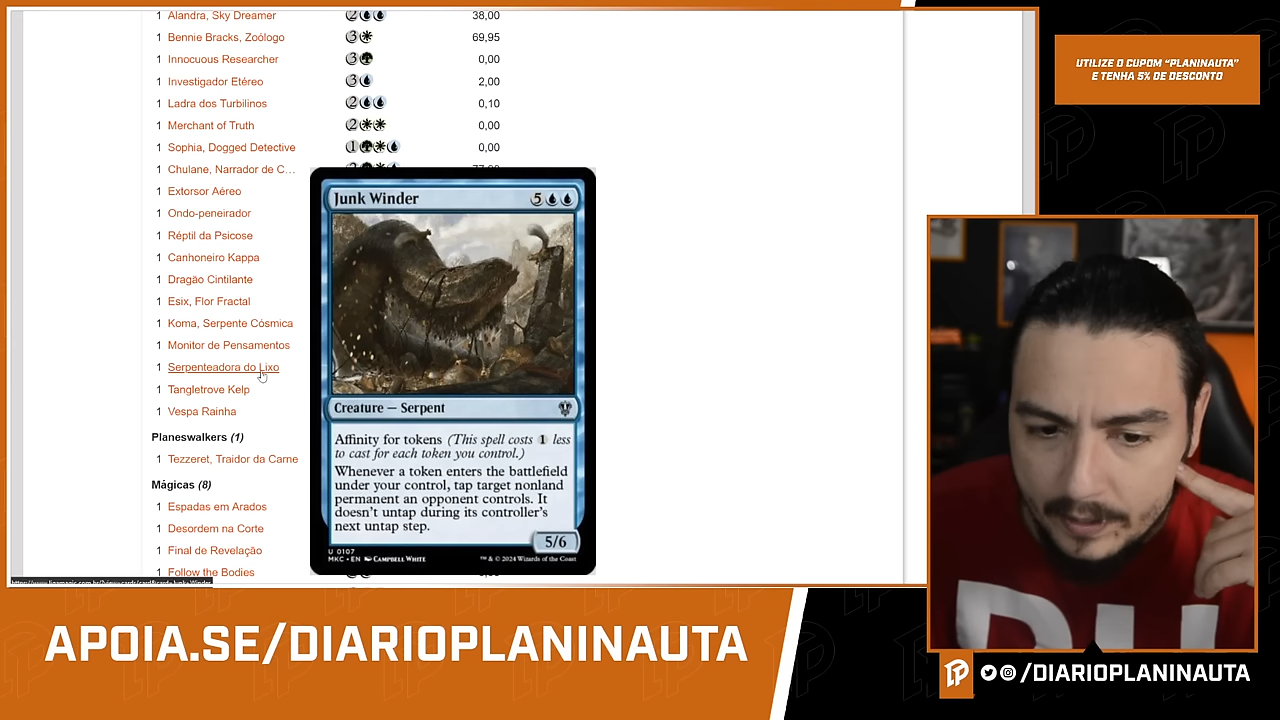 1 Alandra, Sky Dreamer 2 38,00
1 Bennie Bracks, Zoólogo 3 69,95
1 Innocuous Researcher 3 0,00
1 Investigador Etéreo 3 2,00
1 Ladra dos Turbilinos 2 0,10
1 Merchant of Truth 2 0,00
1 Sophia, Dogged Detective 1 0,00
1 Chulane, Narrador de C…
1 Extorsor Aéreo
1 Ondo-peneirador
1 Réptil da Psicose
1 Canhoneiro Kappa
1 Dragão Cintilante
1 Esix, Flor Fractal
1 Koma, Serpente Cósmica
1 Monitor de Pensamentos
1 Serpenteadora do Lixo
1 Tangletrove Kelp
1 Vespa Rainha
Planeswalkers (1)
1 Tezzeret, Traidor da Carne
Mágicas (8)
1 Espadas em Arados
1 Desordem na Corte
1 Final de Revelação
1 Follow the Bodies
Junk Winder 5
Creature — Serpent
Affinity for tokens (This spell costs 1 less
to cast for each token you control.)
Whenever a token enters the battlefield
under your control, tap target nonland
permanent an opponent controls. It
doesn't untap during its controller's
next untap step.
5/6
U 0107
MKC • EN CAMPBELL WHITE
™ & © 2024 Wizards of the Coast
UTILIZE O CUPOM “PLANINAUTA”
E TENHA 5% DE DESCONTO
APOIA.SE/DIARIOPLANINAUTA
/DIARIOPLANINAUTA